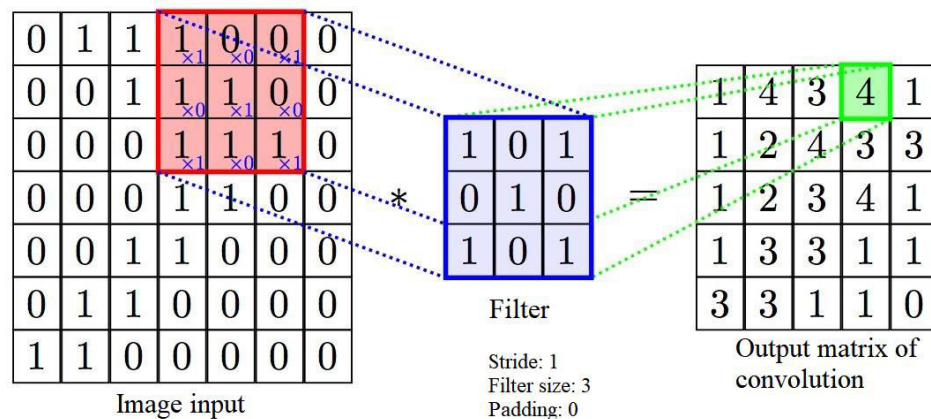 0 1 1 1×1 0×0 0×1 0
0 0 1 1×0 1×1 0×0 0
0 0 0 1×1 1×0 1×1 0
0 0 0 1 1 0 0
0 0 1 1 0 0 0
0 1 1 0 0 0 0
1 1 0 0 0 0 0
Image input
*
1 0 1
0 1 0
1 0 1
Filter
Stride: 1
Filter size: 3
Padding: 0
=
1 4 3 4 1
1 2 4 3 3
1 2 3 4 1
1 3 3 1 1
3 3 1 1 0
Output matrix of
convolution